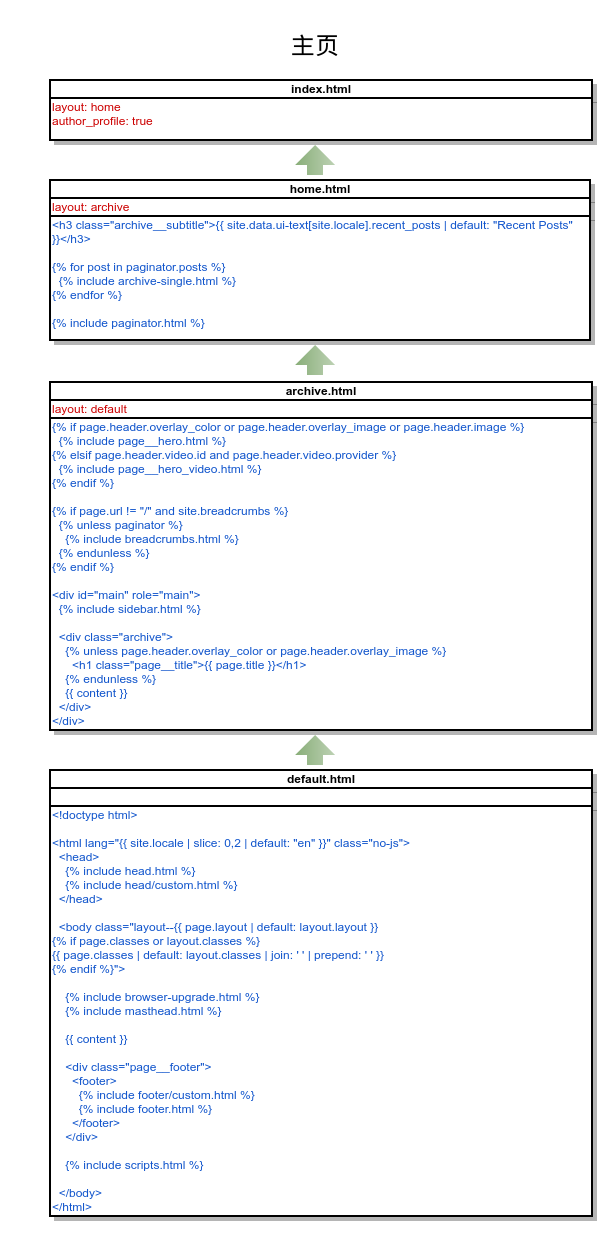 主页
index.html
layout: home
author_profile: true
home.html
layout: archive
<h3 class="archive__subtitle">{{ site.data.ui-text[site.locale].recent_posts | default: "Recent Posts"
}}</h3>
{% for post in paginator.posts %}
  {% include archive-single.html %}
{% endfor %}
{% include paginator.html %}
archive.html
layout: default
{% if page.header.overlay_color or page.header.overlay_image or page.header.image %}
  {% include page__hero.html %}
{% elsif page.header.video.id and page.header.video.provider %}
  {% include page__hero_video.html %}
{% endif %}
{% if page.url != "/" and site.breadcrumbs %}
  {% unless paginator %}
    {% include breadcrumbs.html %}
  {% endunless %}
{% endif %}
<div id="main" role="main">
  {% include sidebar.html %}
  <div class="archive">
    {% unless page.header.overlay_color or page.header.overlay_image %}
      <h1 class="page__title">{{ page.title }}</h1>
    {% endunless %}
    {{ content }}
  </div>
</div>
default.html
<!doctype html>
<html lang="{{ site.locale | slice: 0,2 | default: "en" }}" class="no-js">
  <head>
    {% include head.html %}
    {% include head/custom.html %}
  </head>
  <body class="layout--{{ page.layout | default: layout.layout }}
{% if page.classes or layout.classes %}
{{ page.classes | default: layout.classes | join: ' ' | prepend: ' ' }}
{% endif %}">
    {% include browser-upgrade.html %}
    {% include masthead.html %}
    {{ content }}
    <div class="page__footer">
      <footer>
        {% include footer/custom.html %}
        {% include footer.html %}
      </footer>
    </div>
    {% include scripts.html %}
  </body>
</html>